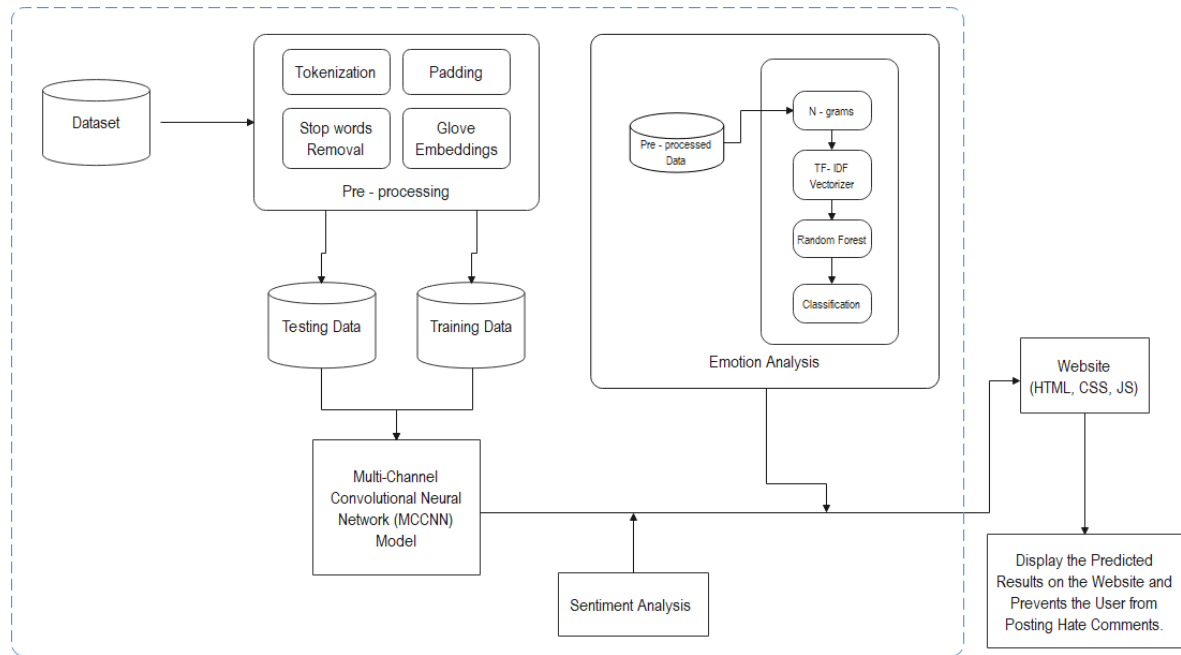 Dataset
Tokenization
Padding
Stop words
Removal
Glove
Embeddings
Pre - processing
Testing Data
Training Data
Multi-Channel
Convolutional Neural
Network (MCCNN)
Model
Sentiment Analysis
Pre - processed
Data
N - grams
TF- IDF
Vectorizer
Random Forest
Classification
Emotion Analysis
Website
(HTML, CSS, JS)
Display the Predicted
Results on the Website and
Prevents the User from
Posting Hate Comments.